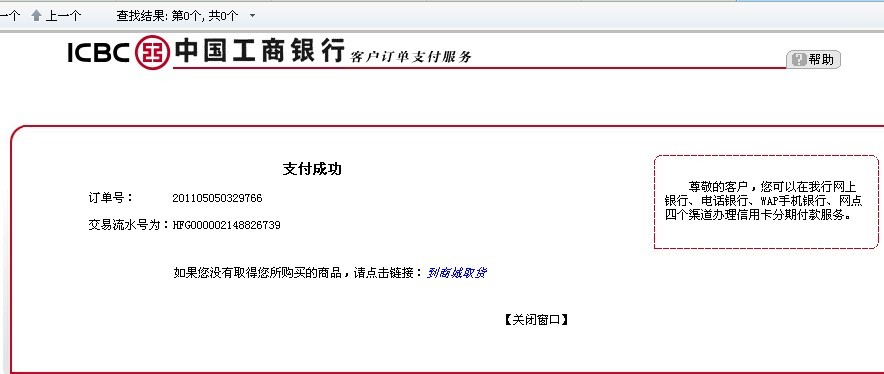 一个 上一个 查找结果: 第0个, 共0个
ICBC 中国工商银行 客户订单支付服务
? 帮助
支付成功
订单号： 201105050329766
交易流水号为：HFG000002148826739
如果您没有取得您所购买的商品，请点击链接：到商城取货
【关闭窗口】
尊敬的客户，您可以在我行网上
银行、电话银行、WAP手机银行、网点
四个渠道办理信用卡分期付款服务。